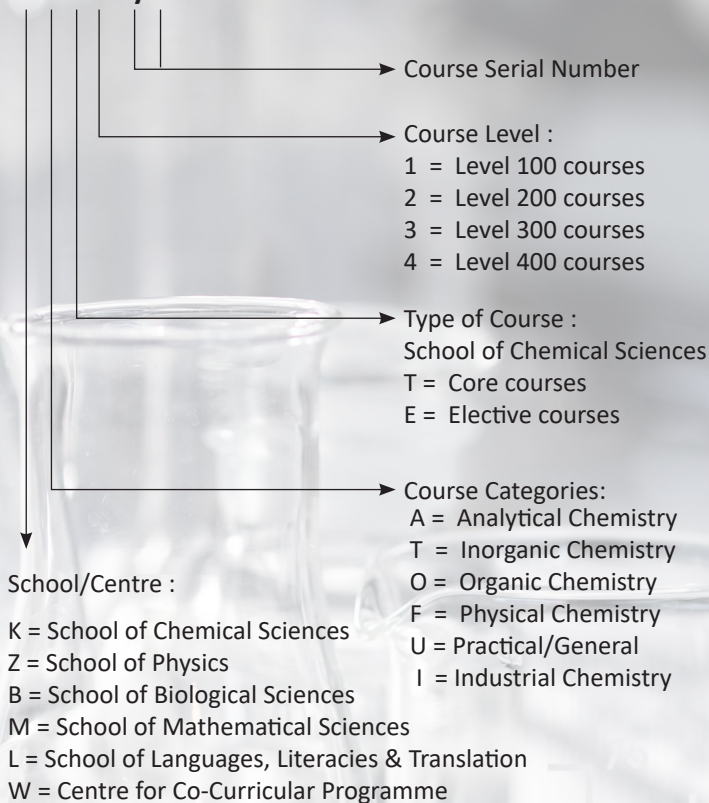 Course Serial Number
Course Level :
1 = Level 100 courses
2 = Level 200 courses
3 = Level 300 courses
4 = Level 400 courses
Type of Course :
School of Chemical Sciences
T = Core courses
E = Elective courses
Course Categories:
A = Analytical Chemistry
T = Inorganic Chemistry
O = Organic Chemistry
F = Physical Chemistry
U = Practical/General
I = Industrial Chemistry
School/Centre :
K = School of Chemical Sciences
Z = School of Physics
B = School of Biological Sciences
M = School of Mathematical Sciences
L = School of Languages, Literacies & Translation
W = Centre for Co-Curricular Programme